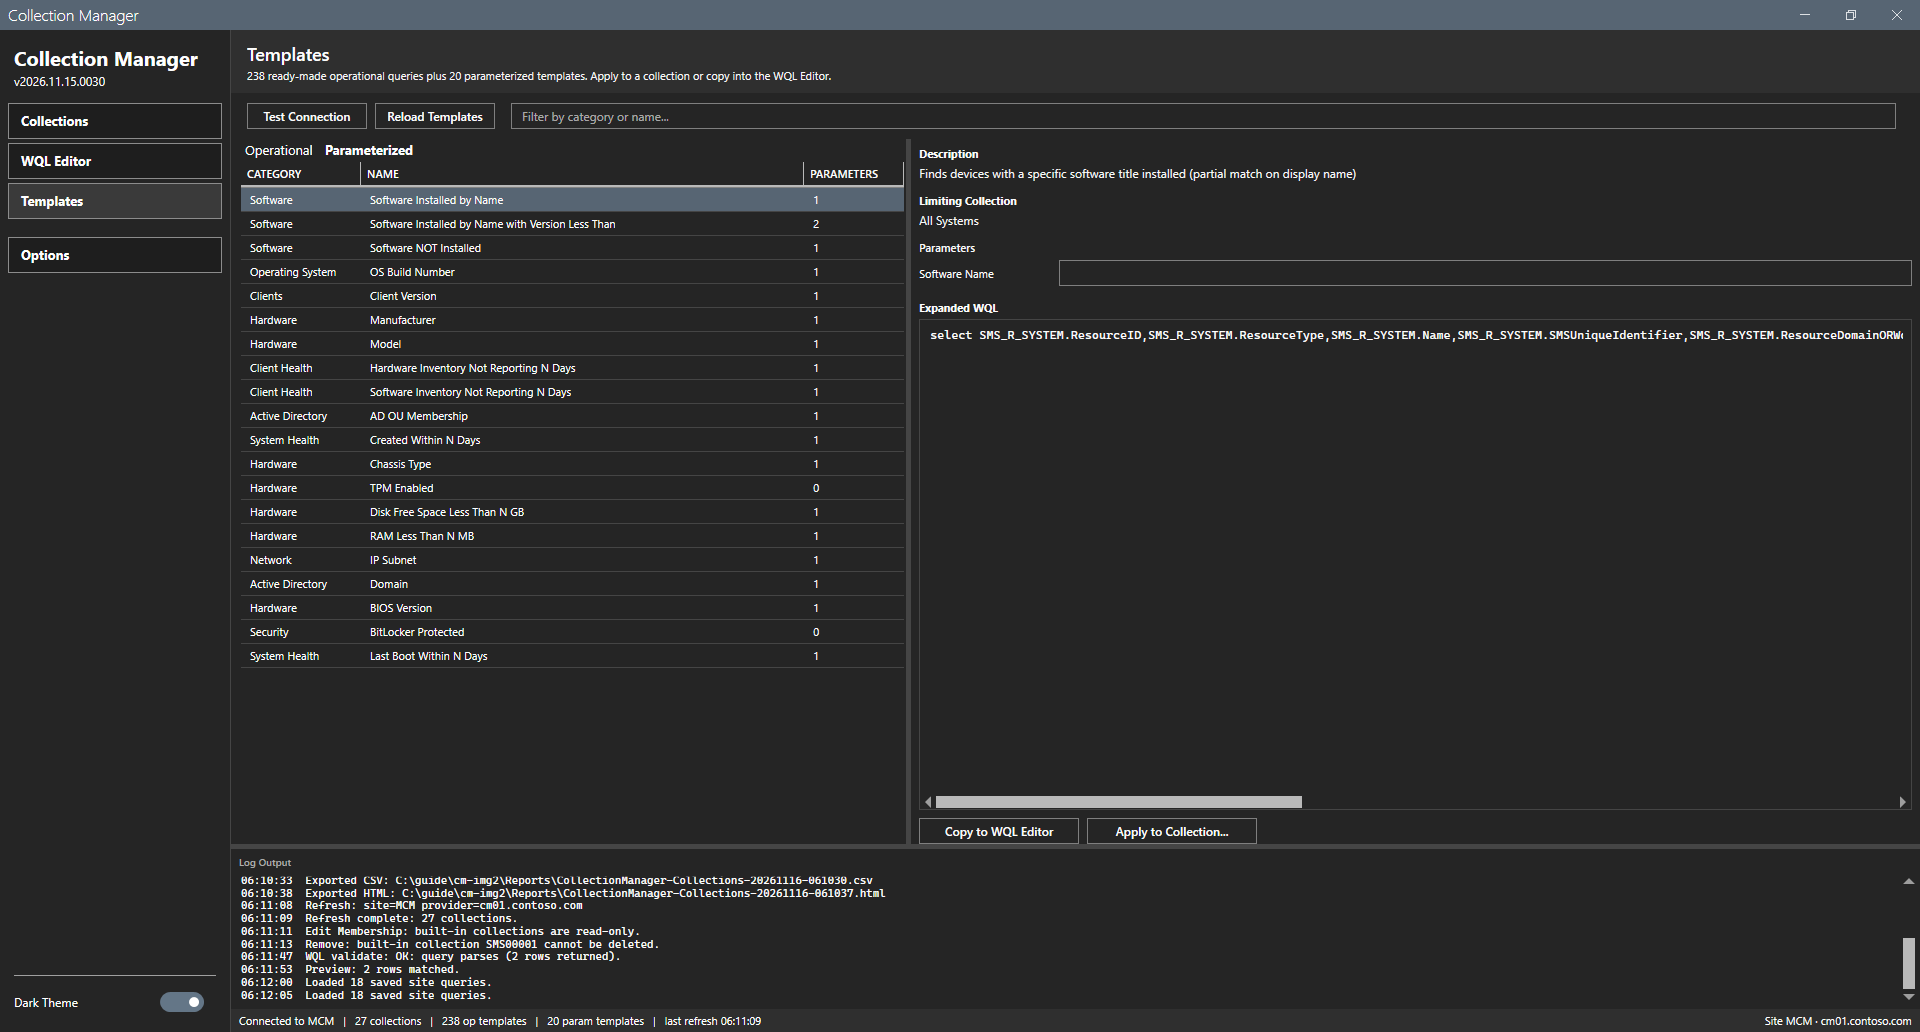 Collection Manager
Collection Manager
v2026.11.15.0030
Collections
WQL Editor
Templates
Options
Dark Theme
Templates
238 ready-made operational queries plus 20 parameterized templates. Apply to a collection or copy into the WQL Editor.
Test Connection
Reload Templates
Filter by category or name...
Operational Parameterized
CATEGORY NAME PARAMETERS
Software Software Installed by Name 1
Software Software Installed by Name with Version Less Than 2
Software Software NOT Installed 1
Operating System OS Build Number 1
Clients Client Version 1
Hardware Manufacturer 1
Hardware Model 1
Client Health Hardware Inventory Not Reporting N Days 1
Client Health Software Inventory Not Reporting N Days 1
Active Directory AD OU Membership 1
System Health Created Within N Days 1
Hardware Chassis Type 1
Hardware TPM Enabled 0
Hardware Disk Free Space Less Than N GB 1
Hardware RAM Less Than N MB 1
Network IP Subnet 1
Active Directory Domain 1
Hardware BIOS Version 1
Security BitLocker Protected 0
System Health Last Boot Within N Days 1
Description
Finds devices with a specific software title installed (partial match on display name)
Limiting Collection
All Systems
Parameters
Software Name
Expanded WQL
select SMS_R_SYSTEM.ResourceID,SMS_R_SYSTEM.ResourceType,SMS_R_SYSTEM.Name,SMS_R_SYSTEM.SMSUniqueIdentifier,SMS_R_SYSTEM.ResourceDomainORW
Copy to WQL Editor
Apply to Collection...
Log Output
06:10:33 Exported CSV: C:\guide\cm-img2\Reports\CollectionManager-Collections-20261116-061030.csv
06:10:38 Exported HTML: C:\guide\cm-img2\Reports\CollectionManager-Collections-20261116-061037.html
06:11:08 Refresh: site=MCM provider=cm01.contoso.com
06:11:09 Refresh complete: 27 collections.
06:11:11 Edit Membership: built-in collections are read-only.
06:11:13 Remove: built-in collection SMS00001 cannot be deleted.
06:11:47 WQL validate: OK: query parses (2 rows returned).
06:11:53 Preview: 2 rows matched.
06:12:00 Loaded 18 saved site queries.
06:12:05 Loaded 18 saved site queries.
Connected to MCM | 27 collections | 238 op templates | 20 param templates | last refresh 06:11:09
Site MCM · cm01.contoso.com